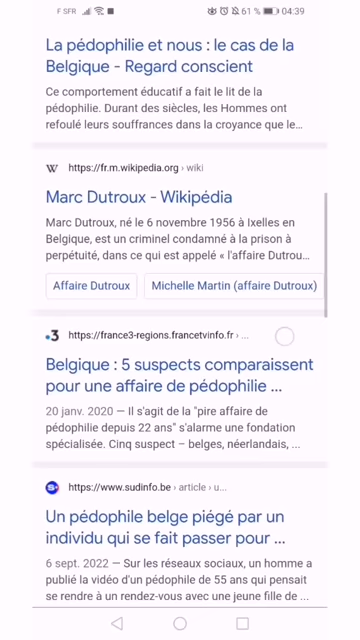 F SFR 61 % 04:39
La pédophilie et nous : le cas de la
Belgique - Regard conscient
Ce comportement éducatif a fait le lit de la
pédophilie. Durant des siècles, les Hommes ont
refoulé leurs souffrances dans la croyance que le...
W https://fr.m.wikipedia.org › wiki
Marc Dutroux - Wikipédia
Marc Dutroux, né le 6 novembre 1956 à Ixelles en
Belgique, est un criminel condamné à la prison à
perpétuité, dans ce qui est appelé « l'affaire Dutrou...
Affaire Dutroux Michelle Martin (affaire Dutroux)
3 https://france3-regions.francetvinfo.fr › ...
Belgique : 5 suspects comparaissent
pour une affaire de pédophilie ...
20 janv. 2020 — Il s'agit de la "pire affaire de
pédophilie depuis 22 ans" s'alarme une fondation
spécialisée. Cinq suspect – belges, néerlandais, ...
S https://www.sudinfo.be › article › u...
Un pédophile belge piégé par un
individu qui se fait passer pour ...
6 sept. 2022 — Sur les réseaux sociaux, un homme a
publié la vidéo d'un pédophile de 55 ans qui pensait
se rendre à un rendez-vous avec une jeune fille de ...